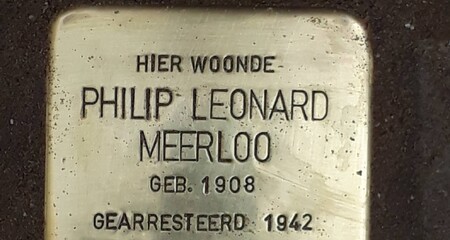 HIER WOONDE
PHILIP LEONARD
MEERLOO
GEB. 1908
GEARRESTEERD 1942